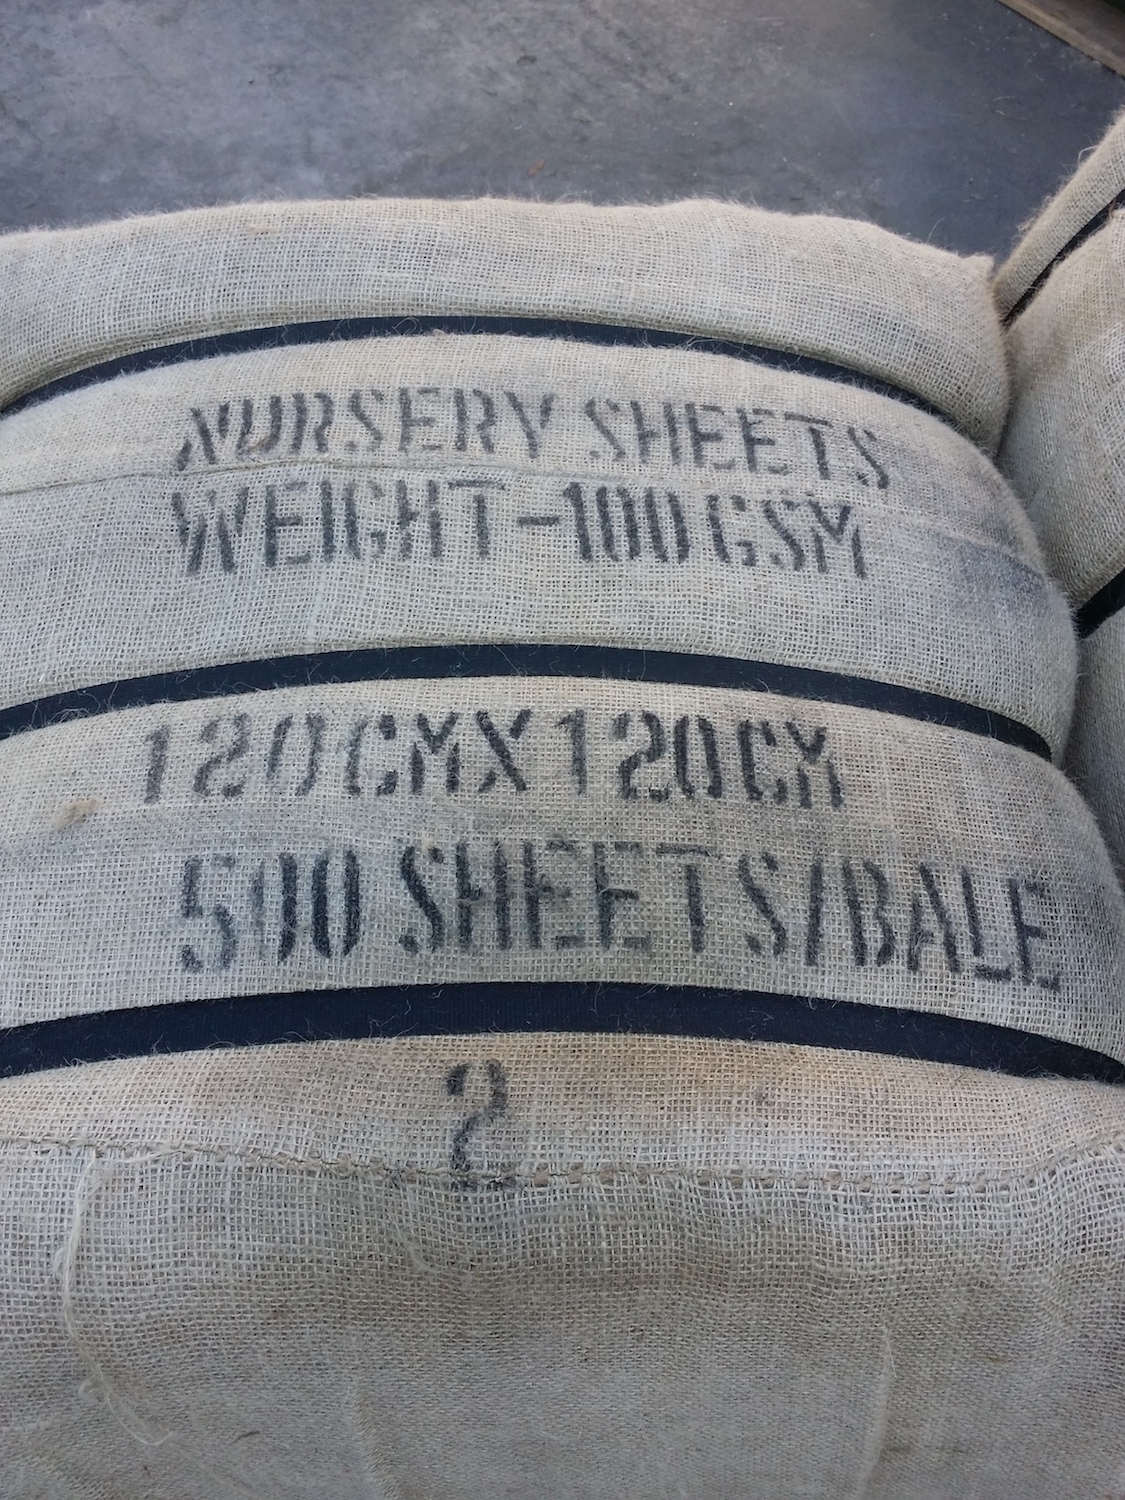 NURSERY SHEETS
WEIGHT-100GSM
120CMX120CM
500 SHEETS/BALE
2